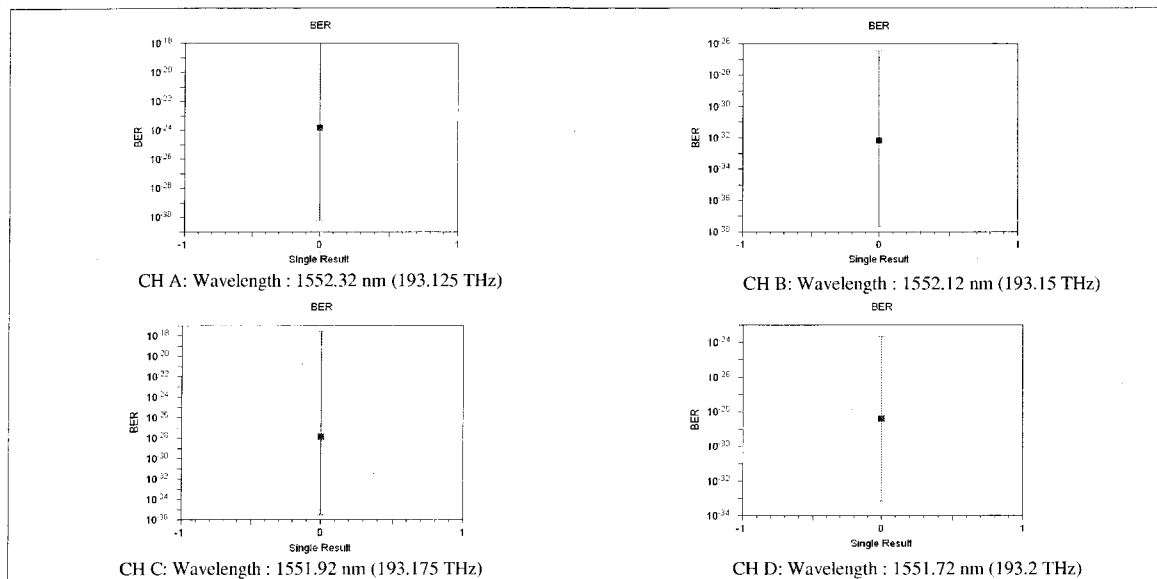 BER
10-18
10-20
10-22
10-24
10-26
10-28
10-30
BER
-1 0 1
Single Result
CH A: Wavelength : 1552.32 nm (193.125 THz)
BER
10-26
10-28
10-30
10-32
10-34
10-36
10-38
BER
-1 0 1
Single Result
CH B: Wavelength : 1552.12 nm (193.15 THz)
BER
10-18
10-20
10-22
10-24
10-26
10-28
10-30
10-32
10-34
10-36
BER
-1 0 1
Single Result
CH C: Wavelength : 1551.92 nm (193.175 THz)
BER
10-24
10-26
10-28
10-30
10-32
10-34
BER
-1 0 1
Single Result
CH D: Wavelength : 1551.72 nm (193.2 THz)